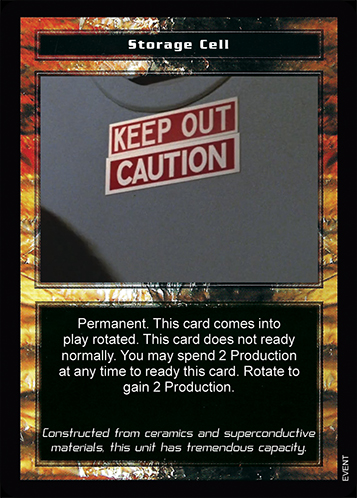 Storage Cell
KEEP OUT
CAUTION
Permanent. This card comes into
play rotated. This card does not ready
normally. You may spend 2 Production
at any time to ready this card. Rotate to
gain 2 Production.
Constructed from ceramics and superconductive
materials, this unit has tremendous capacity.
EVENT